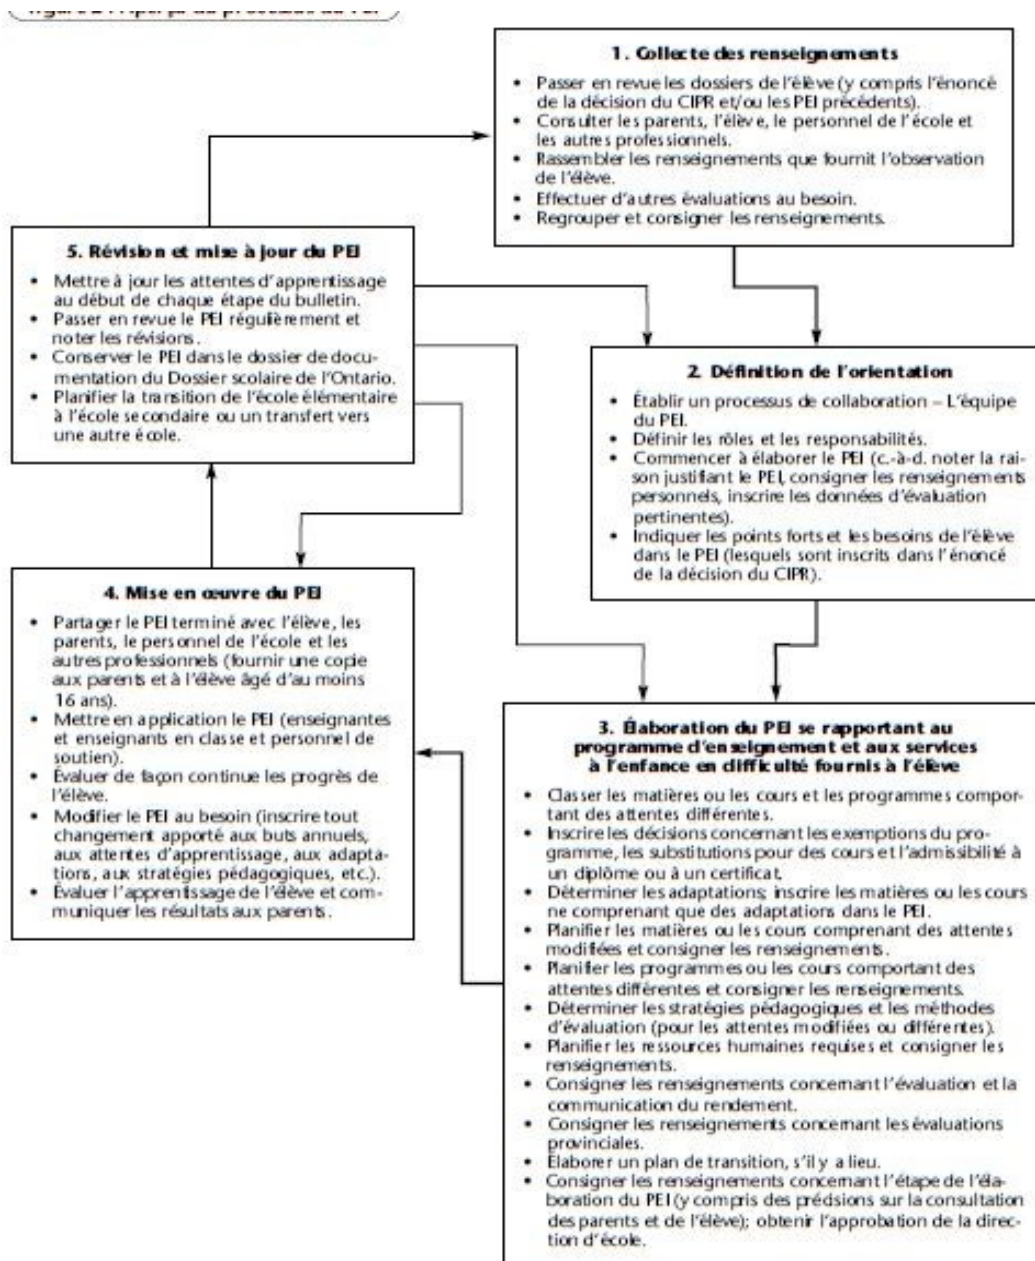 1. Collecte des renseignements
• Passer en revue les dossiers de l'élève (y compris l'énoncé
de la décision du CIPR et/ou les PEI précédents).
• Consulter les parents, l'élève, le personnel de l'école et
les autres professionnels.
• Rassembler les renseignements que fournit l'observation
de l'élève.
• Effectuer d'autres évaluations au besoin.
• Regrouper et consigner les renseignements.
5. Révision et mise à jour du PEI
• Mettre à jour les attentes d'apprentissage
au début de chaque étape du bulletin.
• Passer en revue le PEI régulièrement et
noter les révisions.
• Conserver le PEI dans le dossier de docu-
mentation du Dossier scolaire de l'Ontario.
• Planifier la transition de l'école élémentaire
à l'école secondaire ou un transfert vers
une autre école.
2. Définition de l'orientation
• Établir un processus de collaboration – L'équipe
du PEI.
• Définir les rôles et les responsabilités.
• Commencer à élaborer le PEI (c.-à-d. noter la rai-
son justifiant le PEI, consigner les renseignements
personnels, inscrire les données d'évaluation
pertinentes).
• Indiquer les points forts et les besoins de l'élève
dans le PEI (lesquels sont inscrits dans l'énoncé
de la décision du CIPR).
4. Mise en œuvre du PEI
• Partager le PEI terminé avec l'élève, les
parents, le personnel de l'école et les
autres professionnels (fournir une copie
aux parents et à l'élève âgé d'au moins
16 ans).
• Mettre en application le PEI (enseignantes
et enseignants en classe et personnel de
soutien).
• Évaluer de façon continue les progrès de
l'élève.
• Modifier le PEI au besoin (inscrire tout
changement apporté aux buts annuels,
aux attentes d'apprentissage, aux adapta-
tions, aux stratégies pédagogiques, etc.).
• Évaluer l'apprentissage de l'élève et com-
muniquer les résultats aux parents.
3. Élaboration du PEI se rapportant au
programme d'enseignement et aux services
à l'enfance en difficulté fournis à l'élève
• Classer les matières ou les cours et les programmes compor-
tant des attentes différentes.
• Inscrire les décisions concernant les exemptions du pro-
gramme, les substitutions pour des cours et l'admissibilité à
un diplôme ou à un certificat.
• Déterminer les adaptations; inscrire les matières ou les cours
ne comprenant que des adaptations dans le PEI.
• Planifier les matières ou les cours comprenant des attentes
modifiées et consigner les renseignements.
• Planifier les programmes ou les cours comportant des
attentes différentes et consigner les renseignements.
• Déterminer les stratégies pédagogiques et les méthodes
d'évaluation (pour les attentes modifiées ou différentes).
• Planifier les ressources humaines requises et consigner les
renseignements.
• Consigner les renseignements concernant l'évaluation et la
communication du rendement.
• Consigner les renseignements concernant les évaluations
provinciales.
• Élaborer un plan de transition, s'il y a lieu.
• Consigner les renseignements concernant l'étape de l'éla-
boration du PEI (y compris des précisions sur la consultation
des parents et de l'élève); obtenir l'approbation de la direc-
tion d'école.